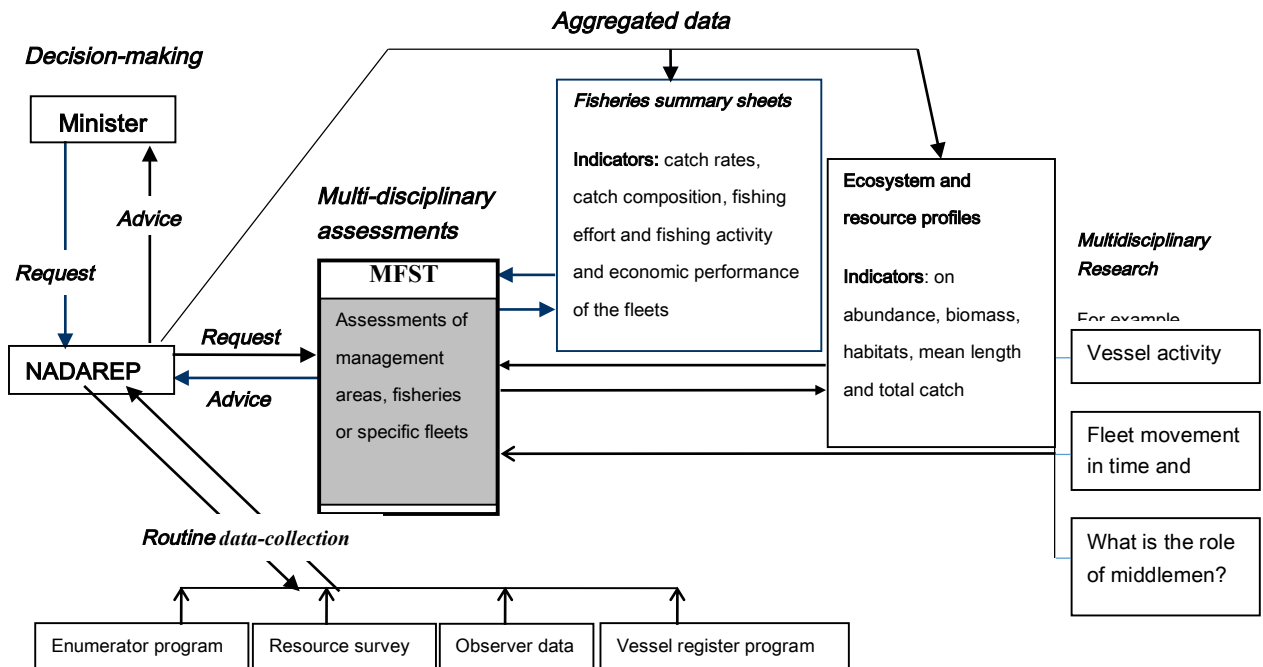 Aggregated data
Decision-making
Minister
Advice
Request
NADAREP
Request
Advice
Multi-disciplinary
assessments
MFST
Assessments of
management
areas, fisheries
or specific fleets
Fisheries summary sheets
Indicators: catch rates,
catch composition, fishing
effort and fishing activity
and economic performance
of the fleets
Ecosystem and
resource profiles
Indicators: on
abundance, biomass,
habitats, mean length
and total catch
Multidisciplinary
Research
For example
Vessel activity
Fleet movement
in time and
What is the role
of middlemen?
Routine data-collection
Enumerator program
Resource survey
Observer data
Vessel register program